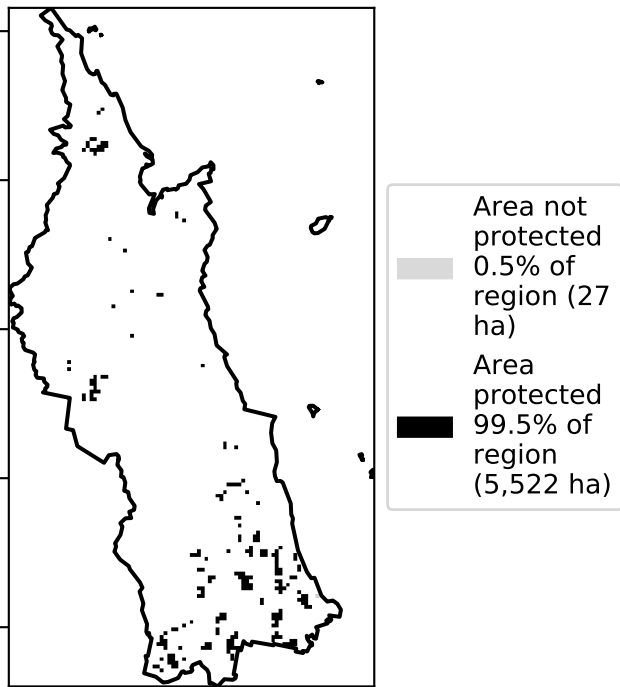 Area not
protected
0.5% of
region (27
ha)
Area
protected
99.5% of
region
(5,522 ha)